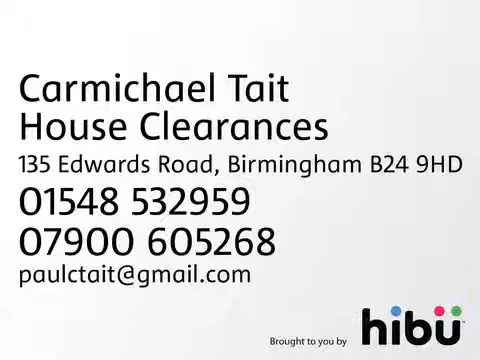 Carmichael Tait
House Clearances
135 Edwards Road, Birmingham B24 9HD
01548 532959
07900 605268
paulctait@gmail.com
Brought to you by hibü™